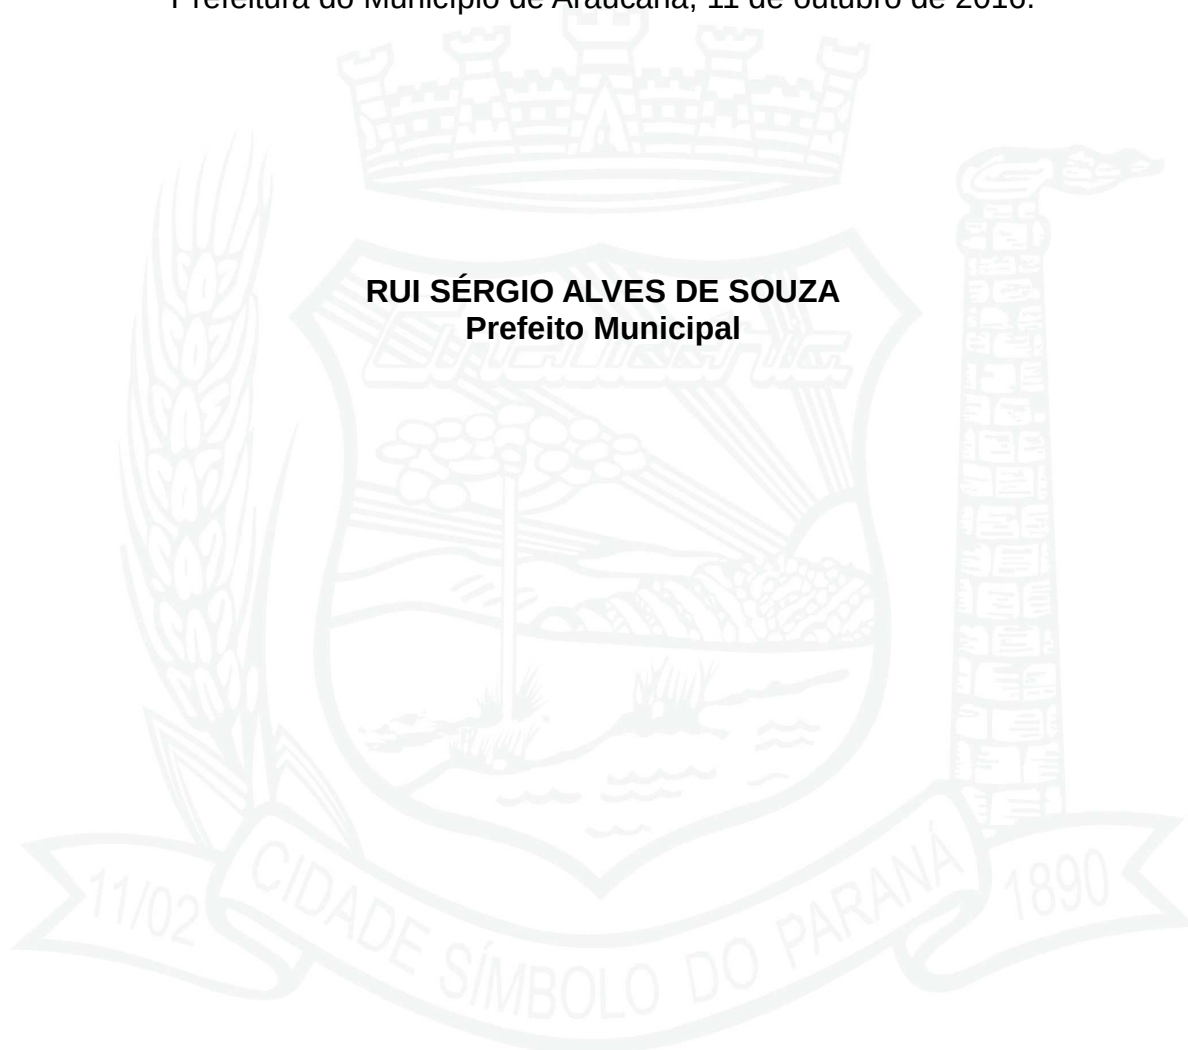 Prefeitura do Município de Araucária, 11 de outubro de 2016.
RUI SÉRGIO ALVES DE SOUZA
Prefeito Municipal
Araucária
11/02
CIDADE SÍMBOLO DO PARANÁ
1890